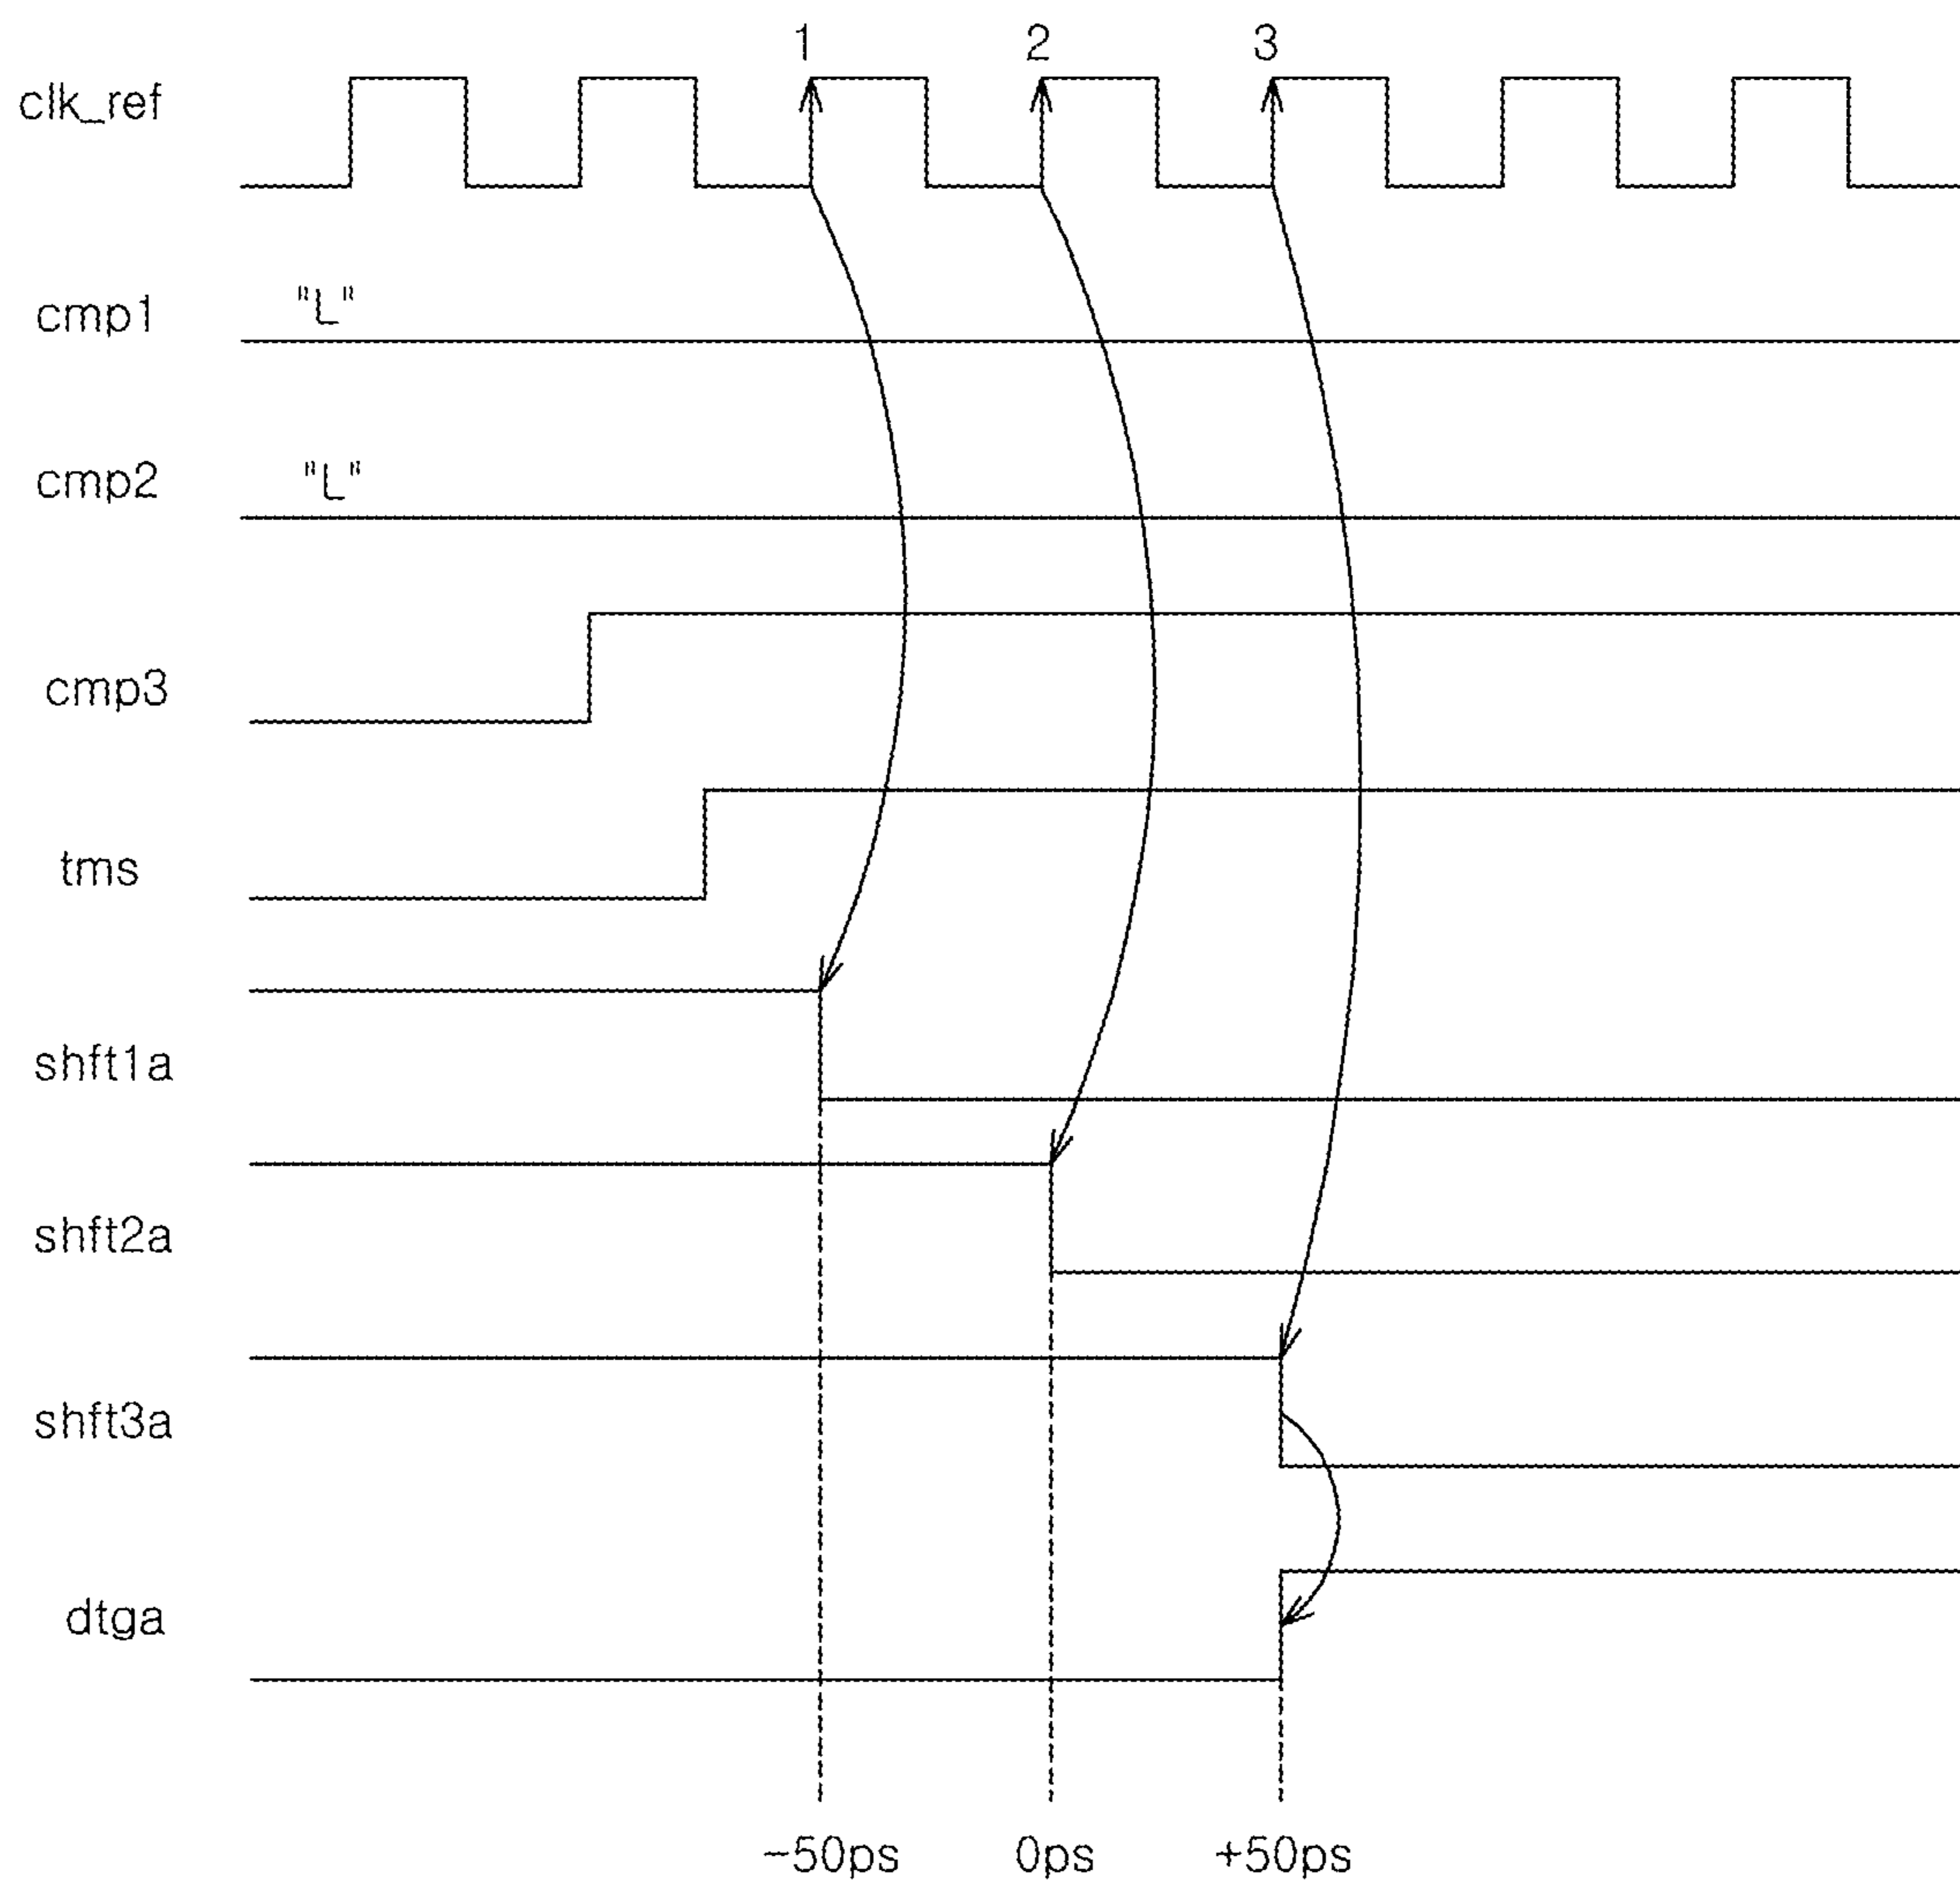 1 2 3
clk_ref
cmp1 "L"
cmp2 "L"
cmp3
tms
shft1a
shft2a
shft3a
dtga
-50ps 0ps +50ps